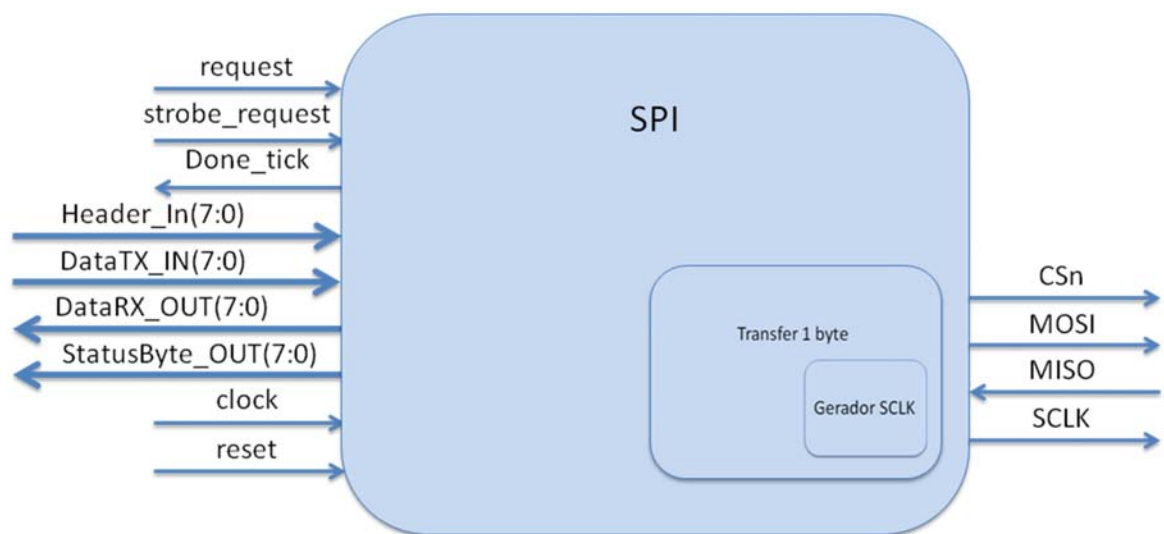 request
strobe_request
Done_tick
Header_In(7:0)
DataTX_IN(7:0)
DataRX_OUT(7:0)
StatusByte_OUT(7:0)
clock
reset
SPI
Transfer 1 byte
Gerador SCLK
CSn
MOSI
MISO
SCLK